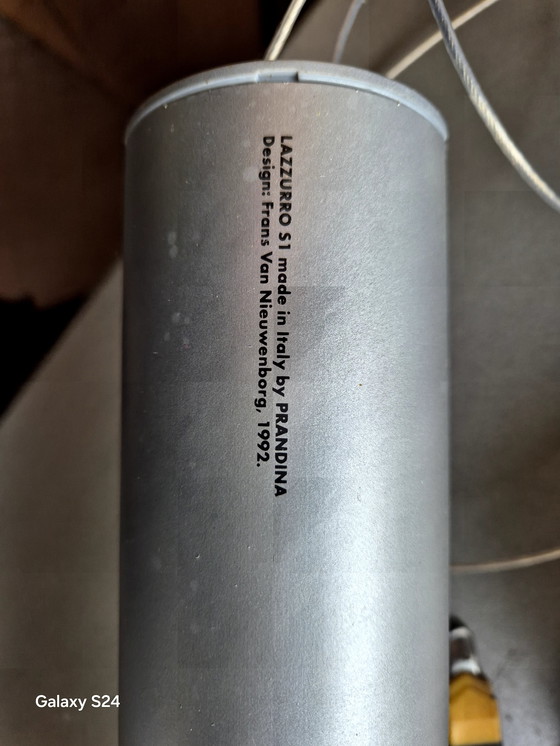 LAZZURRO S1 made in Italy by PRANDINA
Design: Frans Van Nieuwenborg, 1992.
Galaxy S24